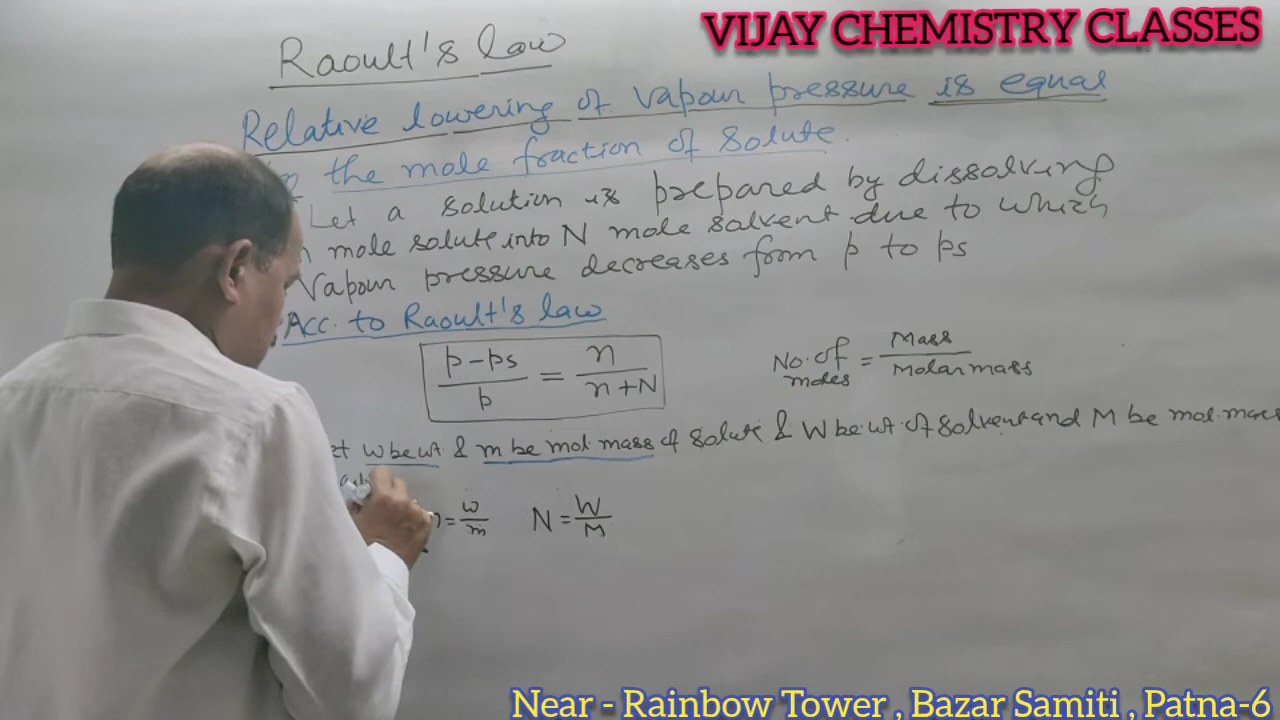 VIJAY CHEMISTRY CLASSES
Raoult's law
Relative lowering of vapour pressure is equal
the mole fraction of solute.
Let a solution is prepared by dissolving
mole solute into N mole solvent due to which
Vapour pressure decreases from p to ps
Acc. to Raoult's law
p-ps / p = n / n+N
No. of moles = Mass / Molar mass
w be wt & m be mol. mass of solute & W be wt of solvent and M be mol. mass
n = w/m N = W/M
Near - Rainbow Tower , Bazar Samiti , Patna-6